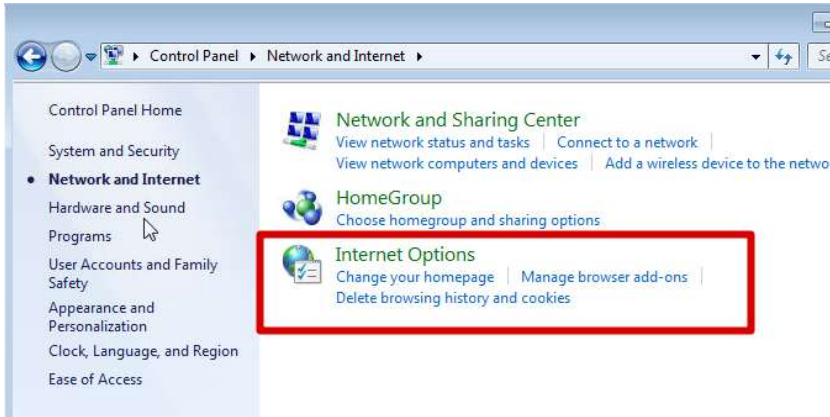 Control Panel Network and Internet
Control Panel Home
System and Security
Network and Internet
Hardware and Sound
Programs
User Accounts and Family
Safety
Appearance and
Personalization
Clock, Language, and Region
Ease of Access
Network and Sharing Center
View network status and tasks Connect to a network
View network computers and devices Add a wireless device to the netwo
HomeGroup
Choose homegroup and sharing options
Internet Options
Change your homepage Manage browser add-ons
Delete browsing history and cookies